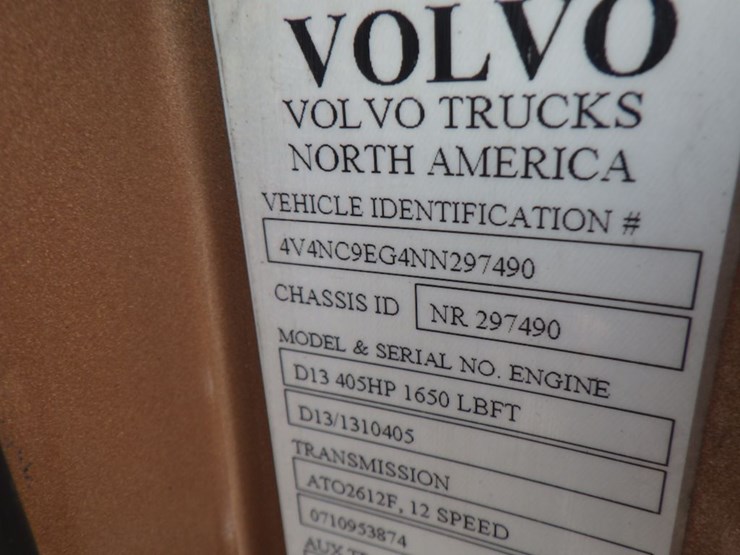 VOLVO
VOLVO TRUCKS
NORTH AMERICA
VEHICLE IDENTIFICATION #
4V4NC9EG4NN297490
CHASSIS ID NR 297490
MODEL & SERIAL NO. ENGINE
D13 405HP 1650 LBFT
D13/1310405
TRANSMISSION
ATO2612F, 12 SPEED
0710953874
AUX